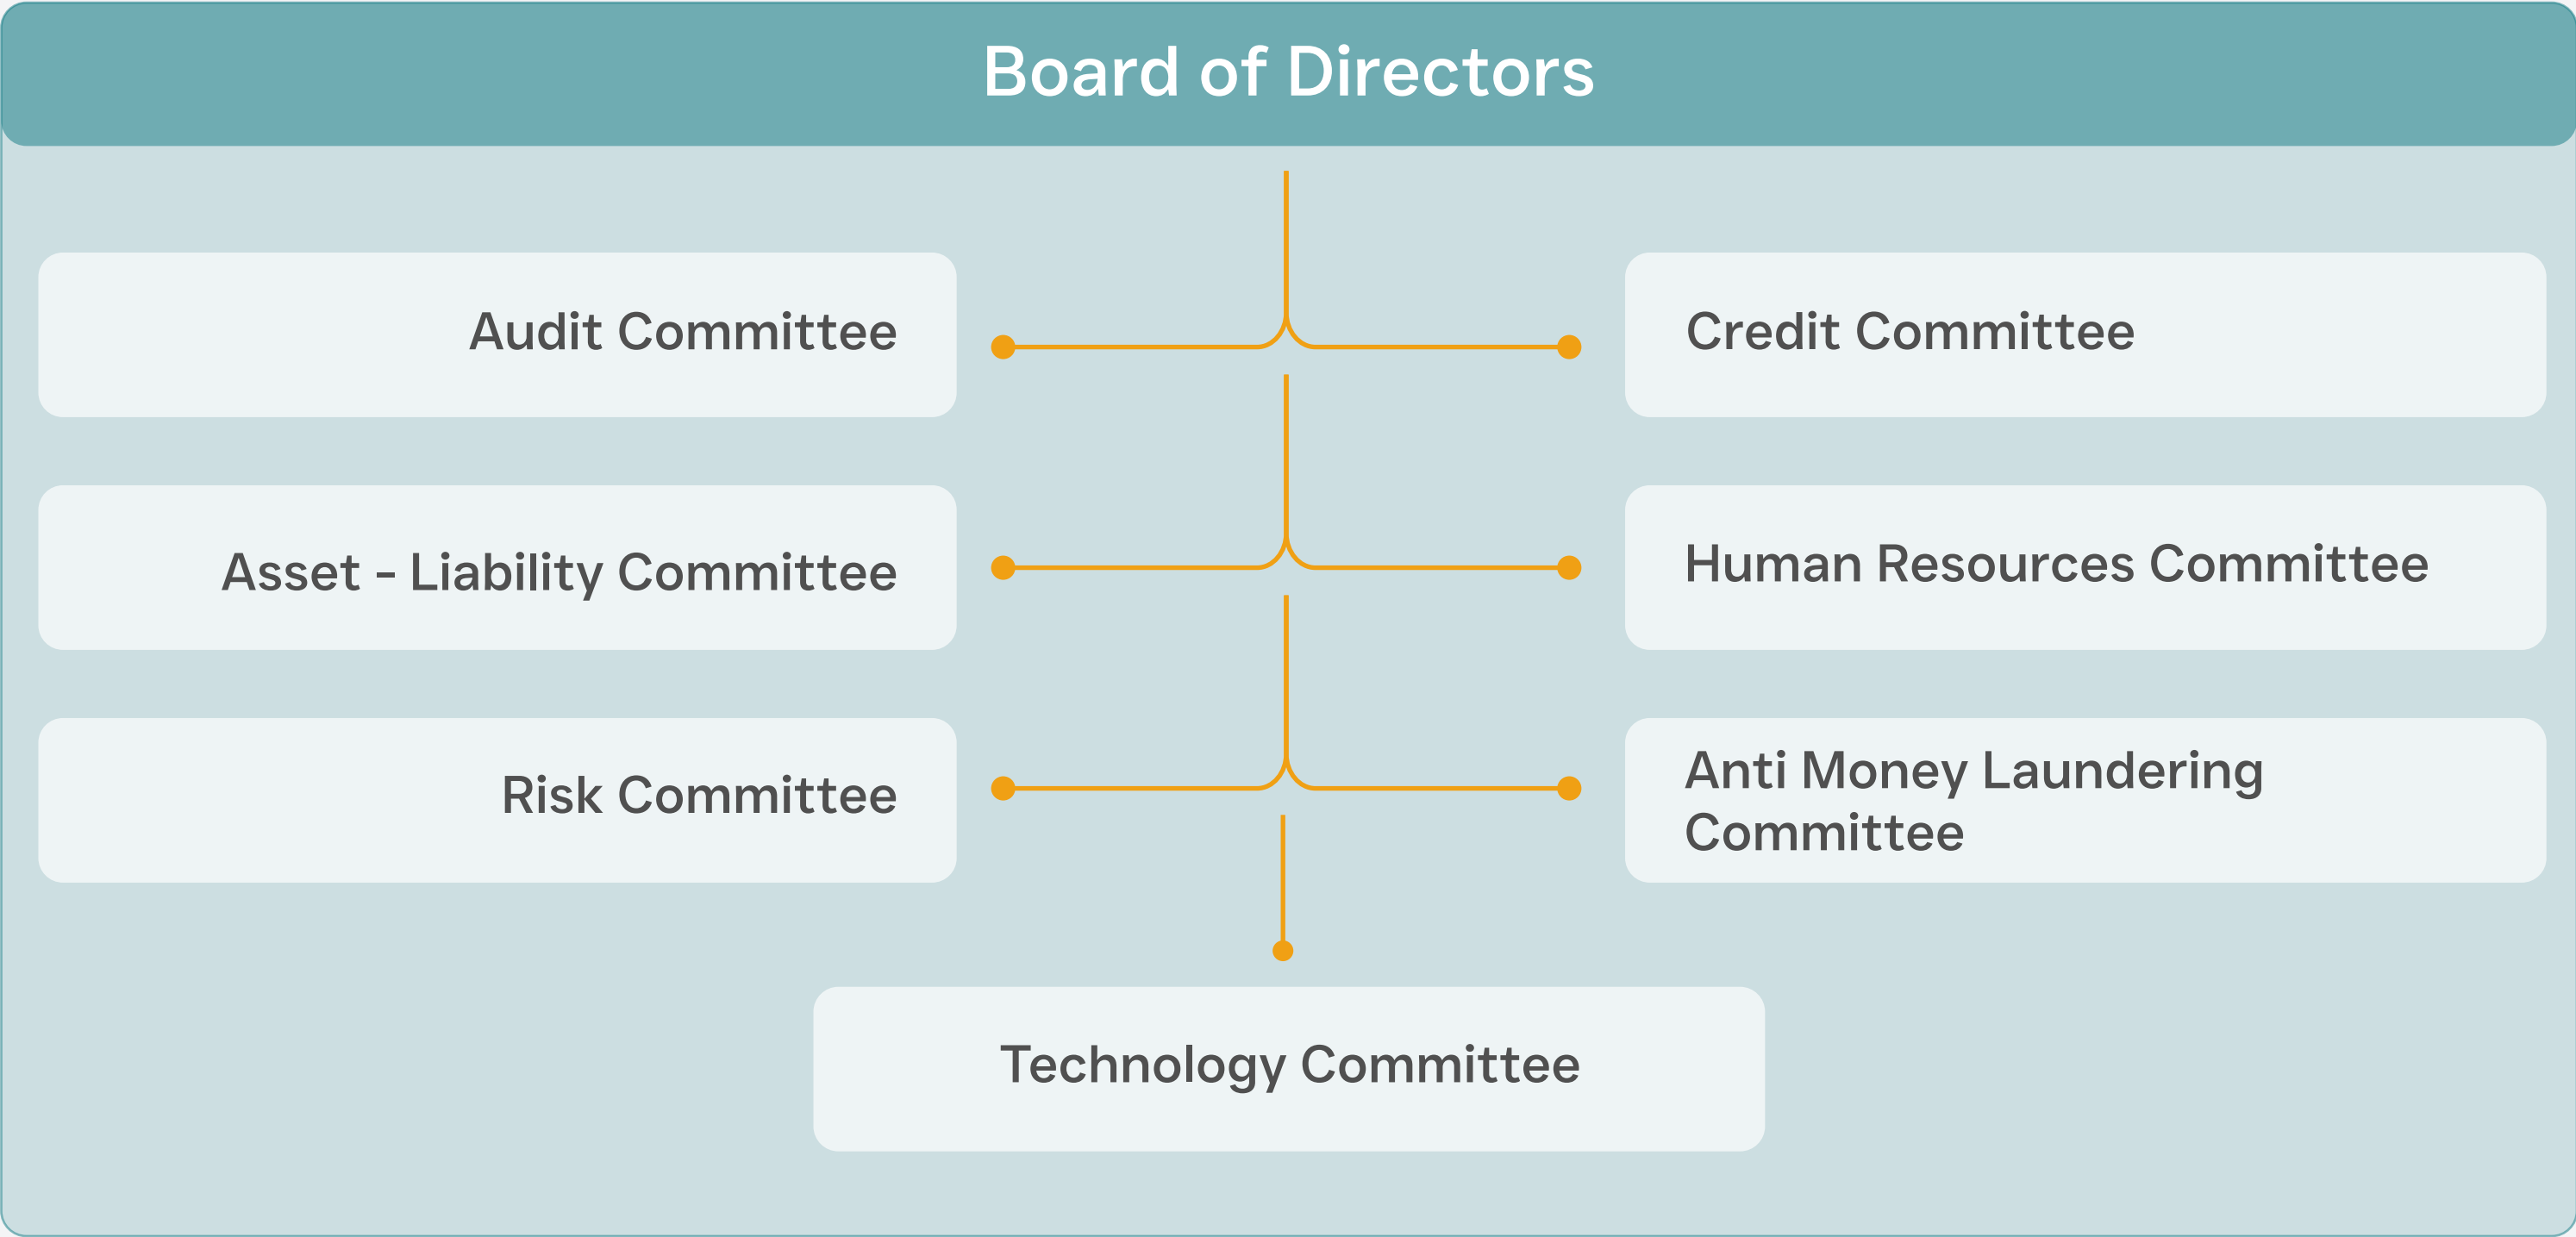 Board of Directors
Audit Committee
Credit Committee
Asset - Liability Committee
Human Resources Committee
Risk Committee
Anti Money Laundering
Committee
Technology Committee